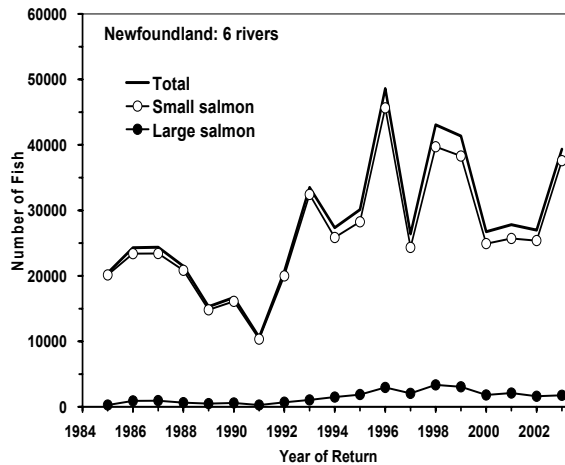 Newfoundland: 6 rivers
Total
Small salmon
Large salmon
Number of Fish
60000
50000
40000
30000
20000
10000
0
1984 1986 1988 1990 1992 1994 1996 1998 2000 2002
Year of Return